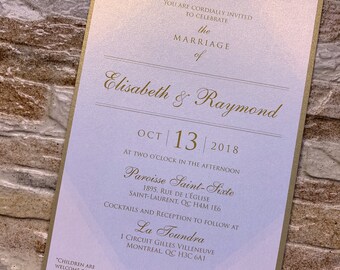 YOU ARE CORDIALLY INVITED
TO CELEBRATE
THE
MARRIAGE
of
Elisabeth & Raymond
OCT | 13 | 2018
AT TWO O'CLOCK IN THE AFTERNOON
Paroisse Saint-Sixte
1895, RUE DE L'ÉGLISE
SAINT-LAURENT, QC H4M 1E6
COCKTAILS AND RECEPTION TO FOLLOW AT
La Toundra
1 CIRCUIT GILLES VILLENEUVE
MONTREAL, QC H3C 6A1
*CHILDREN ARE
WELCOME